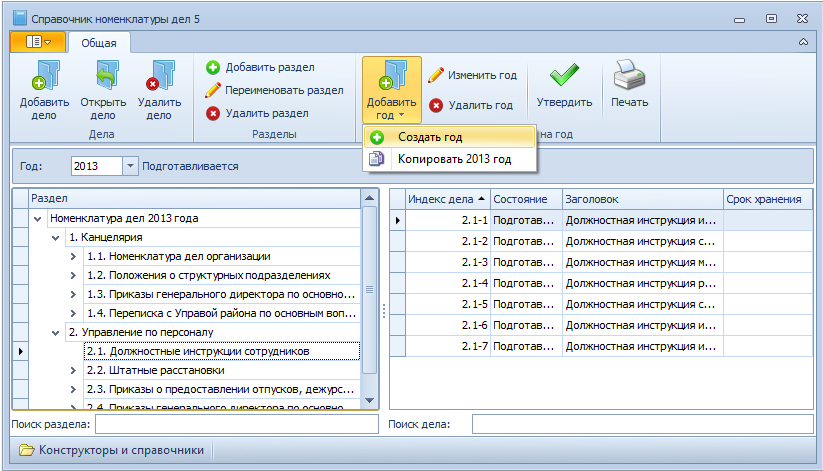 Справочник номенклатуры дел 5
Общая
Добавить дело
Открыть дело
Удалить дело
Дела
Добавить раздел
Переименовать раздел
Удалить раздел
Разделы
Добавить год
Изменить год
Удалить год
Утвердить
Печать
на год
Создать год
Копировать 2013 год
Год: 2013 Подготавливается
Раздел
Номенклатура дел 2013 года
1. Канцелярия
1.1. Номенклатура дел организации
1.2. Положения о структурных подразделениях
1.3. Приказы генерального директора по основно...
1.4. Переписка с Управой района по основным воп...
2. Управление по персоналу
2.1. Должностные инструкции сотрудников
2.2. Штатные расстановки
2.3. Приказы о предоставлении отпусков, дежурс...
2.4. Приказы генерального директора по основно...
Индекс дела Состояние Заголовок Срок хранения
2.1-1 Подготав... Должностная инструкция и...
2.1-2 Подготав... Должностная инструкция с...
2.1-3 Подготав... Должностная инструкция м...
2.1-4 Подготав... Должностная инструкция р...
2.1-5 Подготав... Должностная инструкция с...
2.1-6 Подготав... Должностная инструкция и...
2.1-7 Подготав... Должностная инструкция и...
Поиск раздела:
Поиск дела:
Конструкторы и справочники